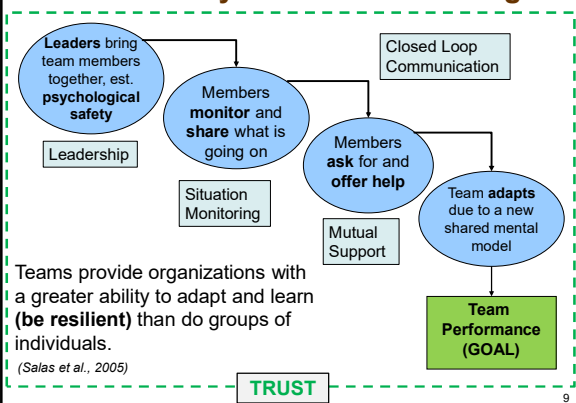 Leaders bring
team members
together, est.
psychological
safety
Leadership
Members
monitor and
share what is
going on
Situation
Monitoring
Closed Loop
Communication
Members
ask for and
offer help
Mutual
Support
Team adapts
due to a new
shared mental
model
Team
Performance
(GOAL)
Teams provide organizations with
a greater ability to adapt and learn
(be resilient) than do groups of
individuals.
(Salas et al., 2005)
TRUST
9